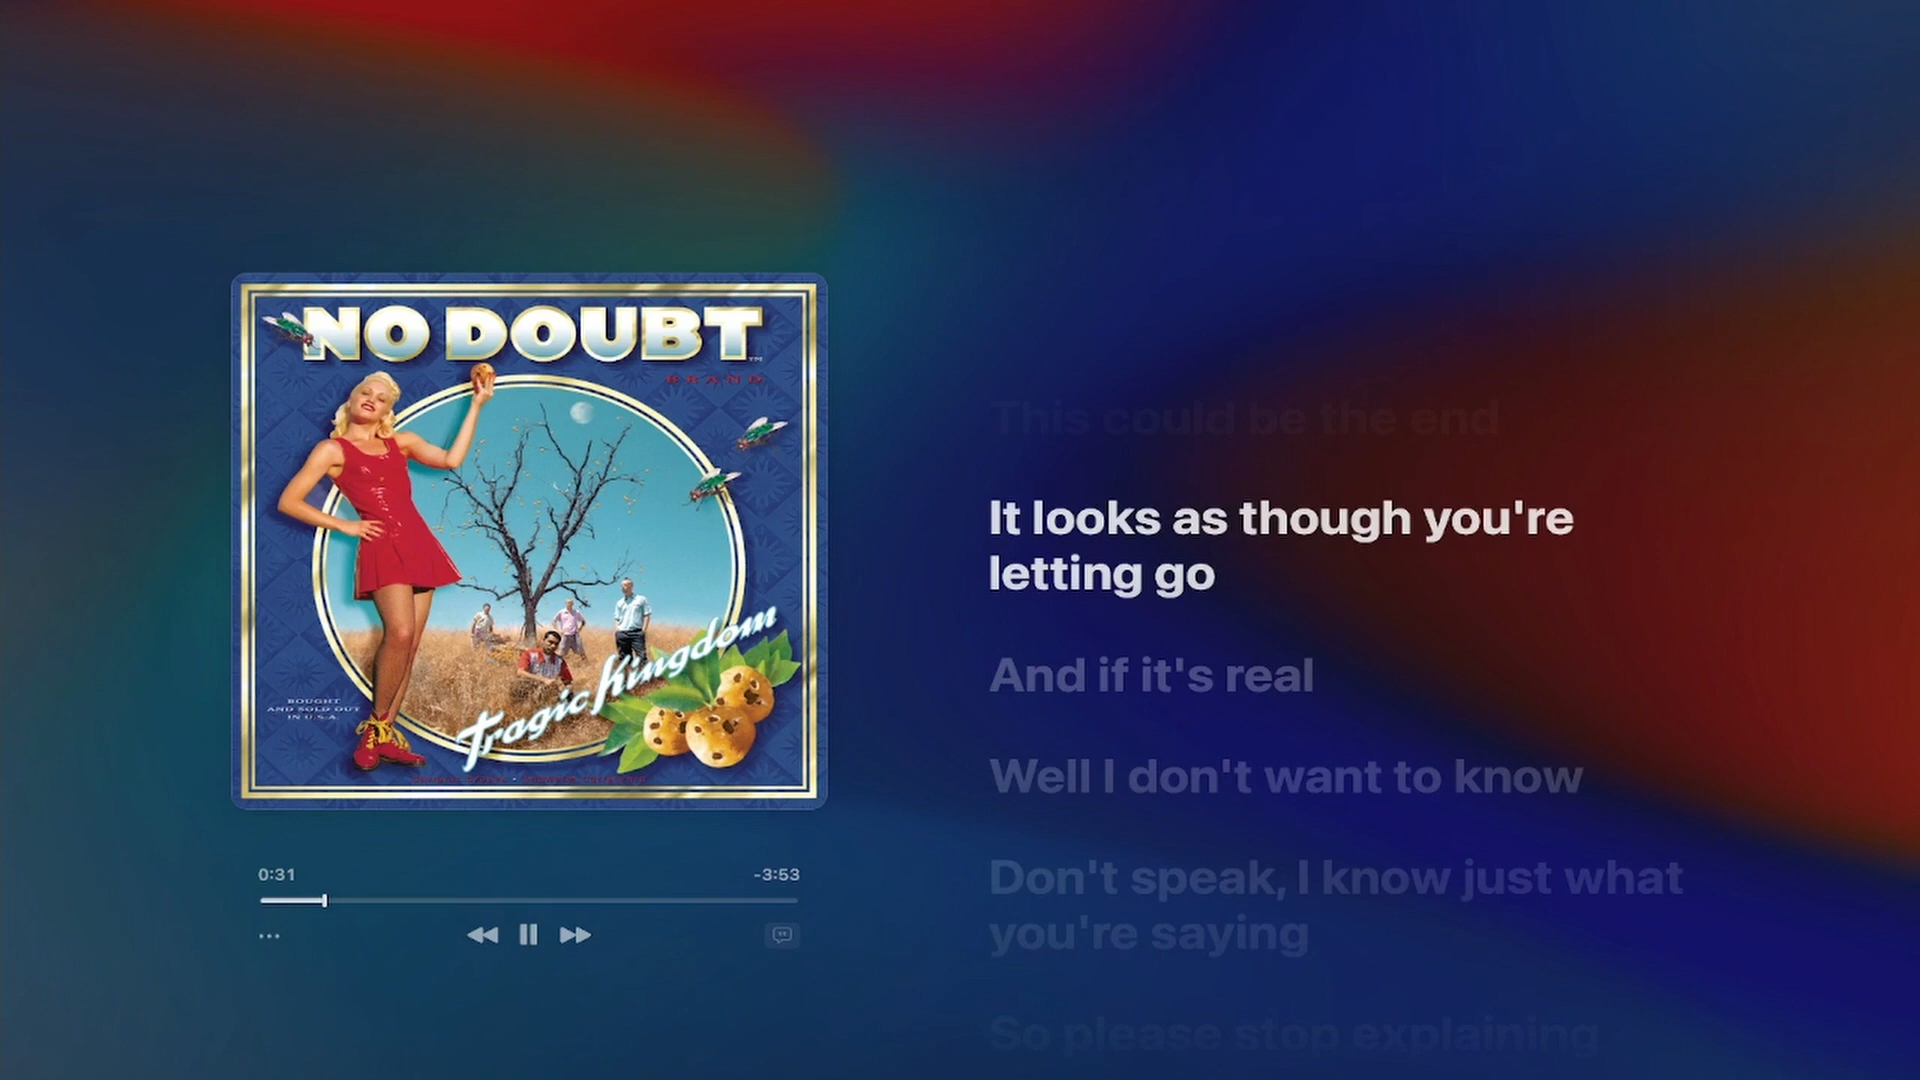 NO DOUBT
TM
BRAND
Tragic Kingdom
BOUGHT
AND SOLD OUT
IN U.S.A.
0:31
-3:53
This could be the end
It looks as though you're
letting go
And if it's real
Well I don't want to know
Don't speak, I know just what
you're saying
So please stop explaining